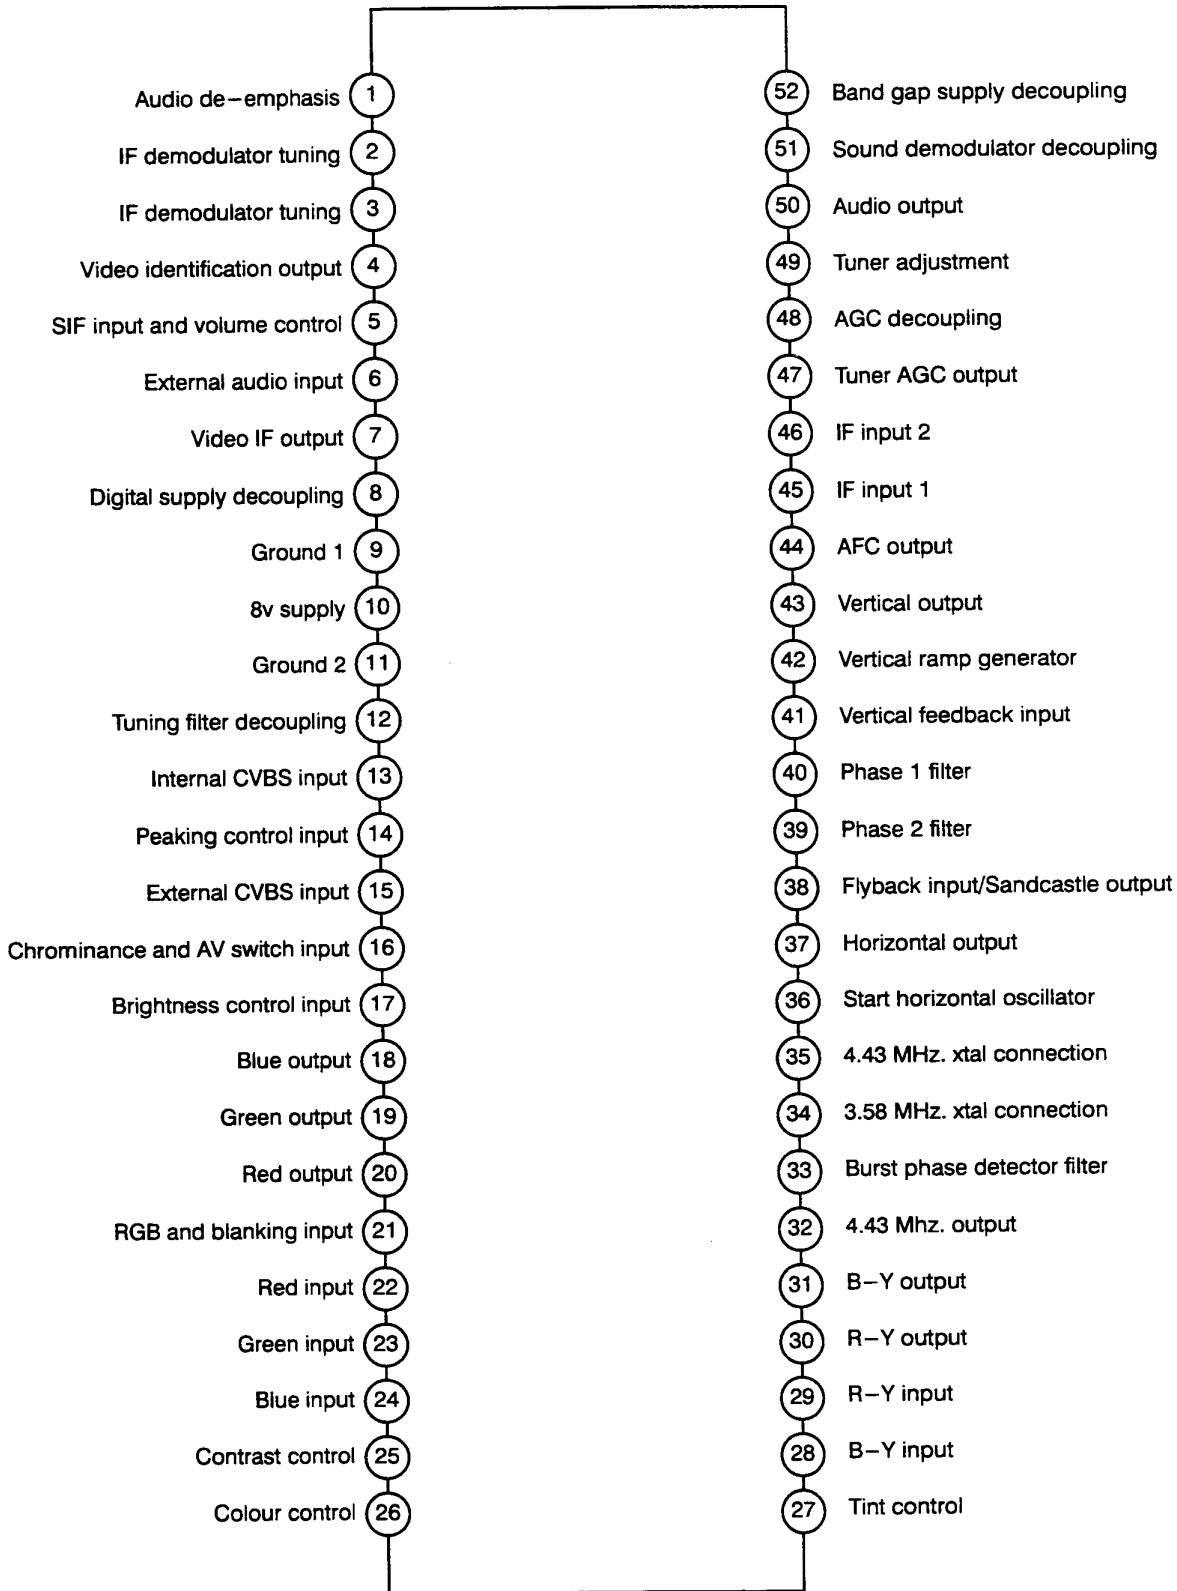 Audio de-emphasis 1
IF demodulator tuning 2
IF demodulator tuning 3
Video identification output 4
SIF input and volume control 5
External audio input 6
Video IF output 7
Digital supply decoupling 8
Ground 1 9
8v supply 10
Ground 2 11
Tuning filter decoupling 12
Internal CVBS input 13
Peaking control input 14
External CVBS input 15
Chrominance and AV switch input 16
Brightness control input 17
Blue output 18
Green output 19
Red output 20
RGB and blanking input 21
Red input 22
Green input 23
Blue input 24
Contrast control 25
Colour control 26
52 Band gap supply decoupling
51 Sound demodulator decoupling
50 Audio output
49 Tuner adjustment
48 AGC decoupling
47 Tuner AGC output
46 IF input 2
45 IF input 1
44 AFC output
43 Vertical output
42 Vertical ramp generator
41 Vertical feedback input
40 Phase 1 filter
39 Phase 2 filter
38 Flyback input/Sandcastle output
37 Horizontal output
36 Start horizontal oscillator
35 4.43 MHz. xtal connection
34 3.58 MHz. xtal connection
33 Burst phase detector filter
32 4.43 Mhz. output
31 B-Y output
30 R-Y output
29 R-Y input
28 B-Y input
27 Tint control